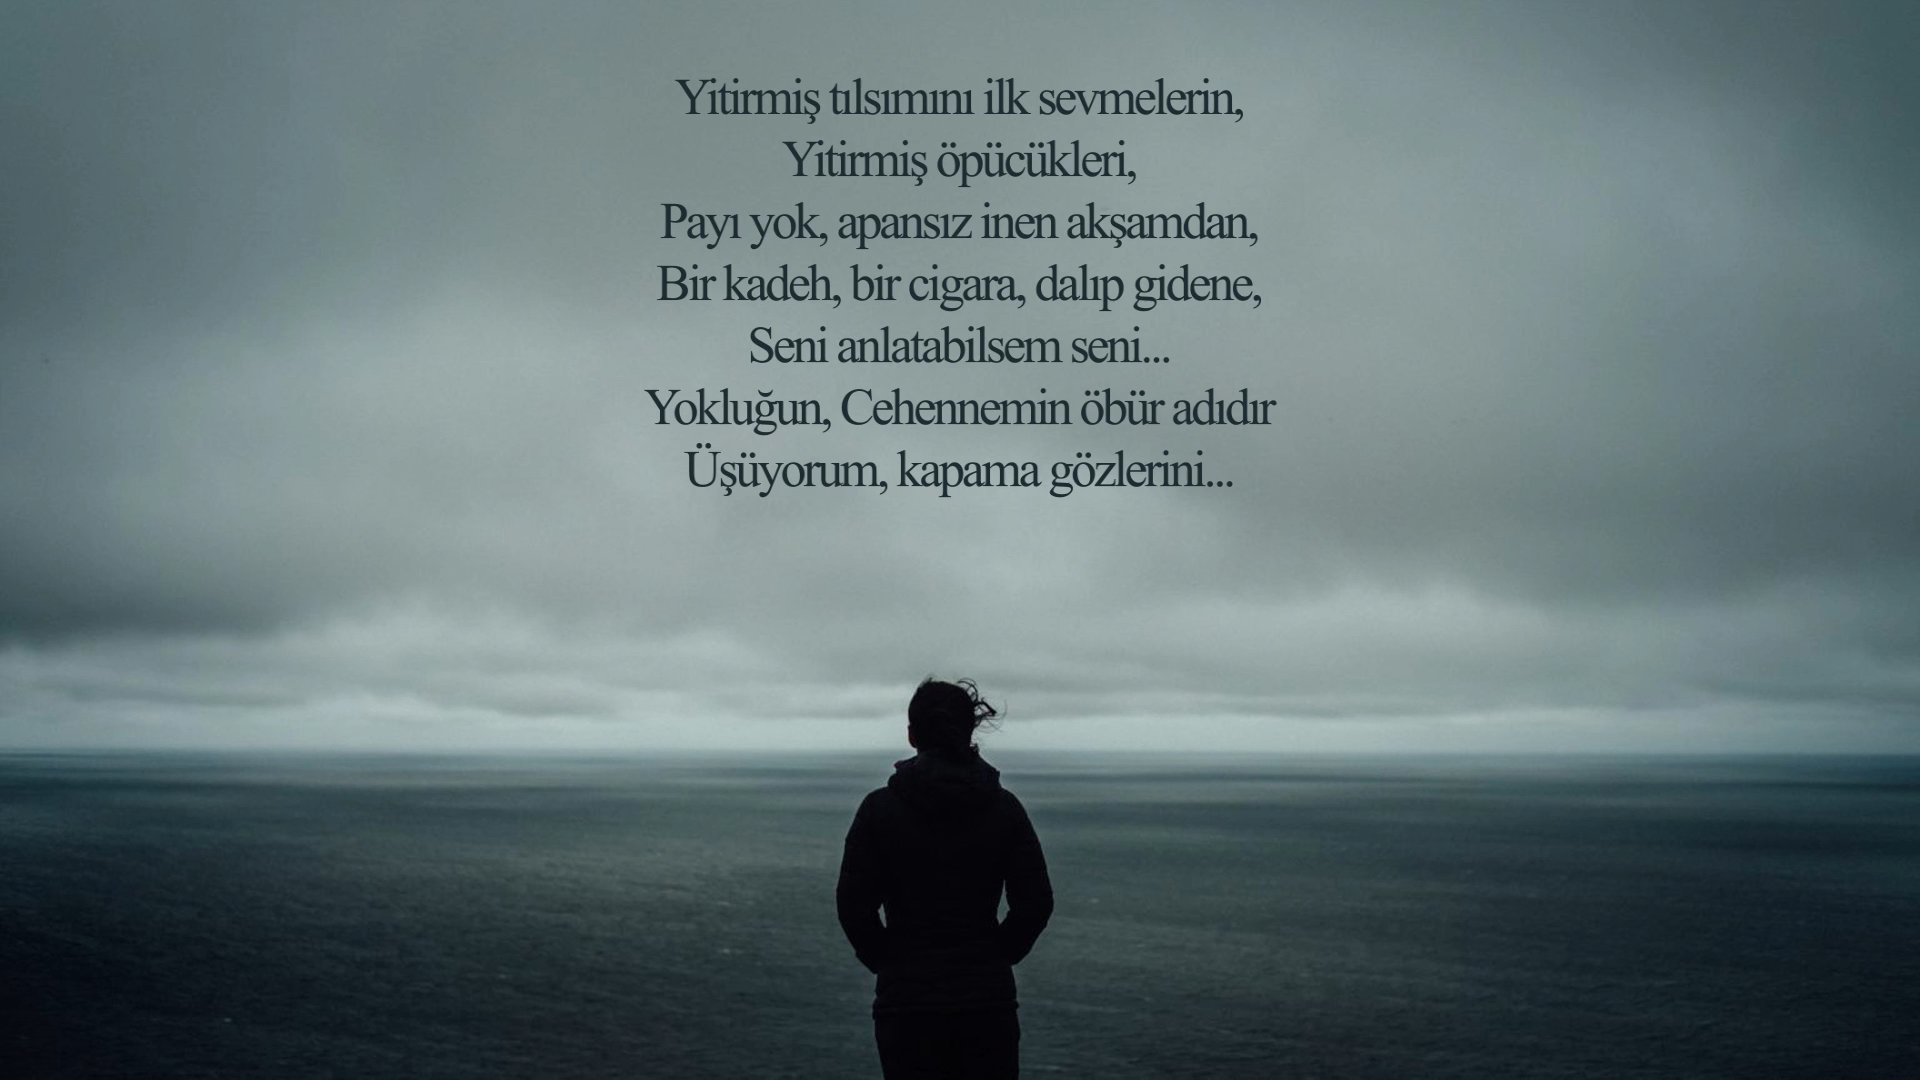 Yitirmiş tılsımını ilk sevmelerin,
Yitirmiş öpücükleri,
Payı yok, apansız inen akşamdan,
Bir kadeh, bir cigara, dalıp gidene,
Seni anlatabilsem seni...
Yokluğun, Cehennemin öbür adıdır
Üşüyorum, kapama gözlerini...